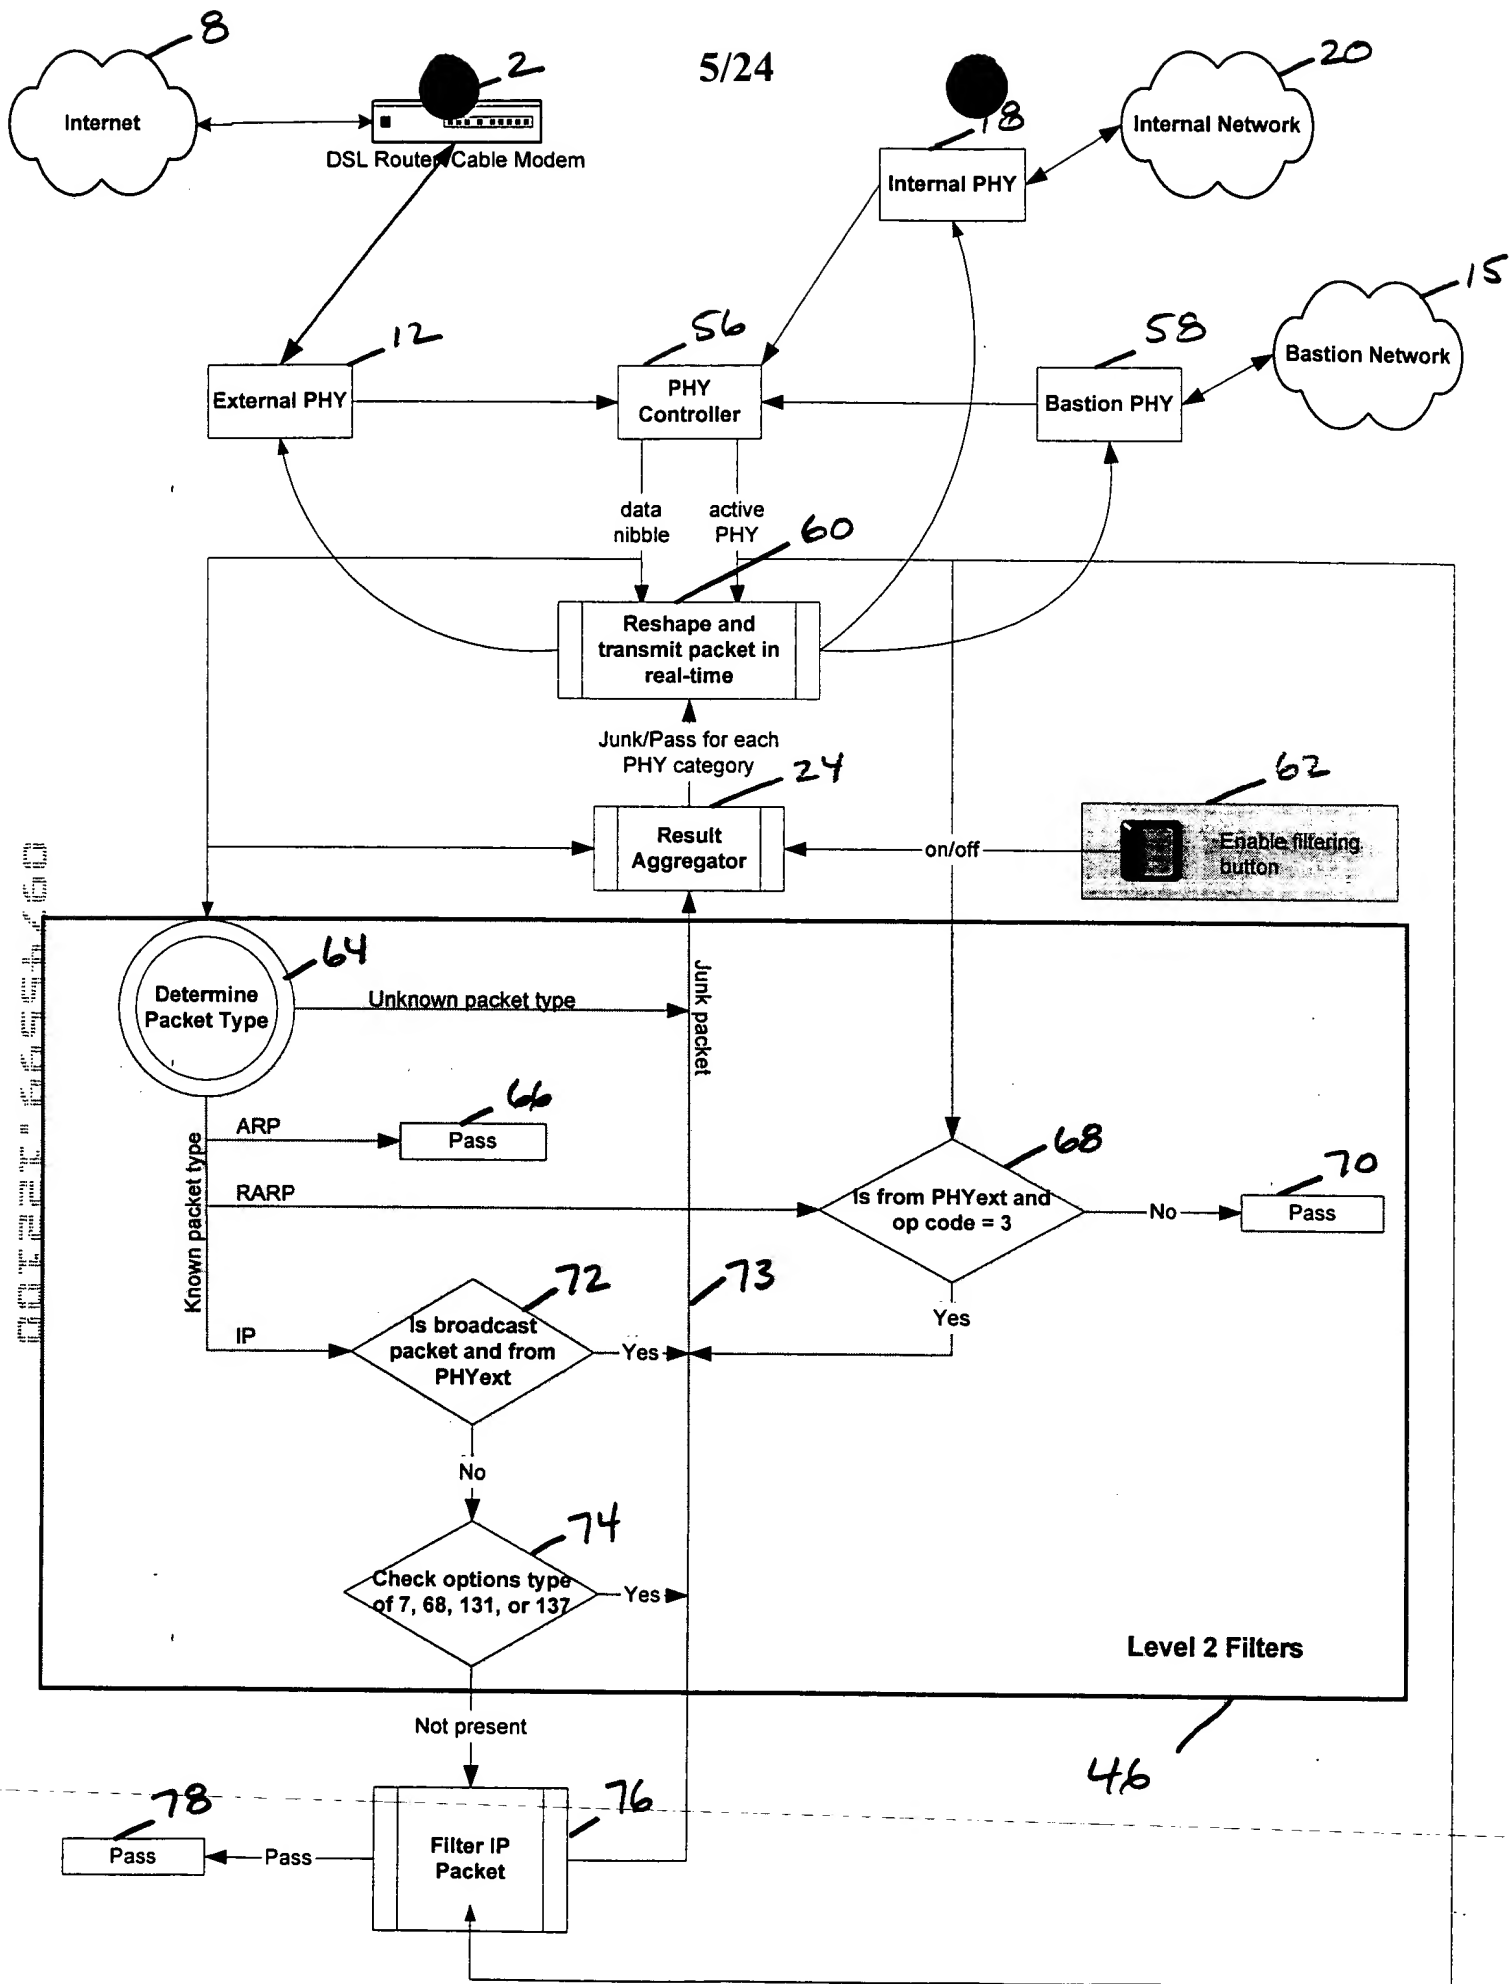 8
2
5/24
20
Internet
18
Internal Network
DSL Router/Cable Modem
Internal PHY
15
12
56
58
Bastion Network
External PHY
PHY
Controller
Bastion PHY
data
nibble
active
PHY
60
Reshape and
transmit packet in
real-time
Junk/Pass for each
PHY category
24
62
Result
Aggregator
on/off
Enable filtering
button
64
Determine
Packet Type
Unknown packet type
Junk packet
66
ARP
Pass
68
70
Known packet type
RARP
Is from PHYext and
op code = 3
No
Pass
72
73
Yes
IP
Is broadcast
packet and from
PHYext
Yes
No
74
Check options type
of 7, 68, 131, or 137
Yes
Level 2 Filters
Not present
46
78
76
Pass
Pass
Filter IP
Packet